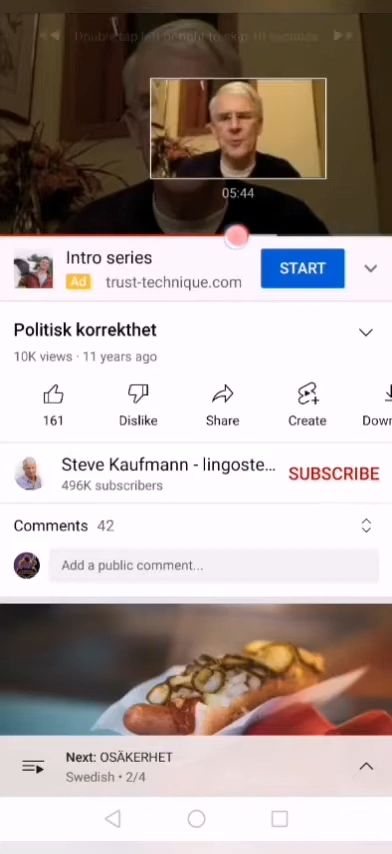 Double tap left or right to skip 10 seconds
05:44
Intro series
Ad trust-technique.com
START
Politisk korrekthet
10K views · 11 years ago
161 Dislike Share Create Down
Steve Kaufmann - lingoste...
496K subscribers
SUBSCRIBE
Comments 42
Add a public comment...
Next: OSÄKERHET
Swedish • 2/4